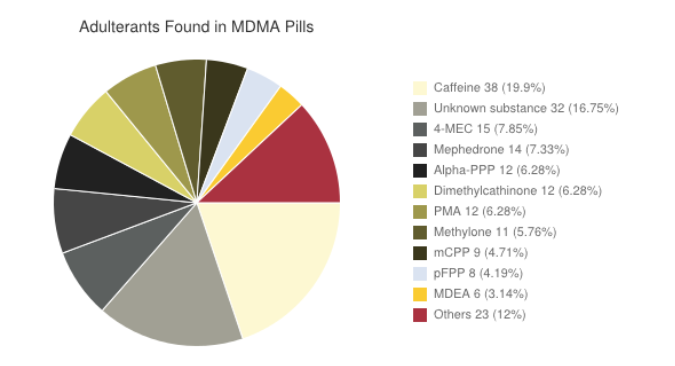 Adulterants Found in MDMA Pills
Caffeine 38 (19.9%)
Unknown substance 32 (16.75%)
4-MEC 15 (7.85%)
Mephedrone 14 (7.33%)
Alpha-PPP 12 (6.28%)
Dimethylcathinone 12 (6.28%)
PMA 12 (6.28%)
Methylone 11 (5.76%)
mCPP 9 (4.71%)
pFPP 8 (4.19%)
MDEA 6 (3.14%)
Others 23 (12%)